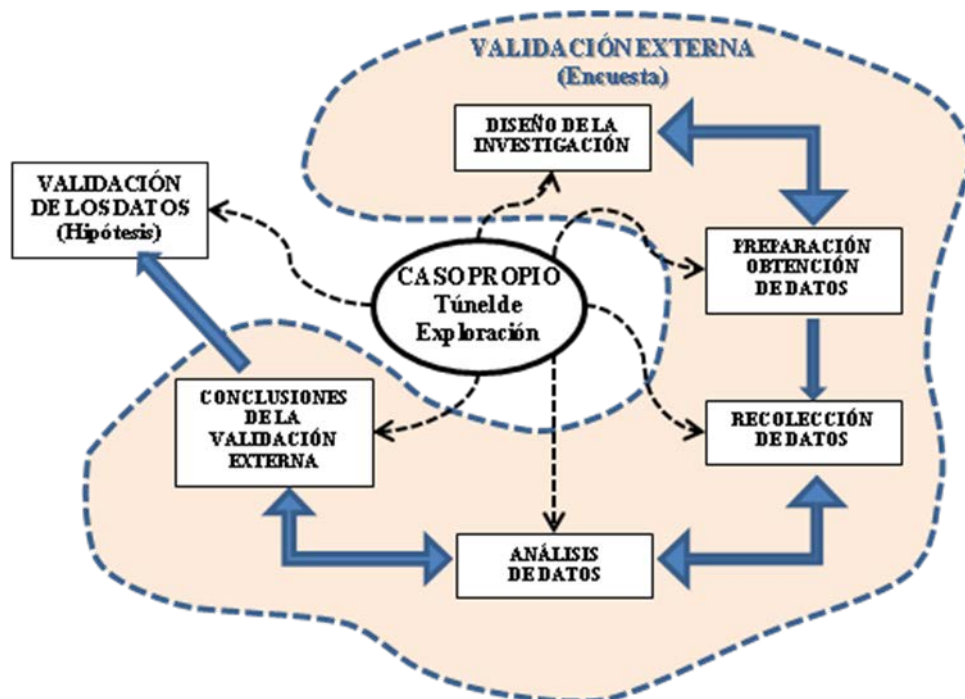 VALIDACIÓN EXTERNA
(Encuesta)
DISEÑO DE LA
INVESTIGACIÓN
VALIDACIÓN
DE LOS DATOS
(Hipótesis)
PREPARACIÓN
OBTENCIÓN
DE DATOS
CASO PROPIO
Túnel de
Exploración
CONCLUSIONES
DE LA
VALIDACIÓN
EXTERNA
RECOLECCIÓN
DE DATOS
ANÁLISIS
DE DATOS